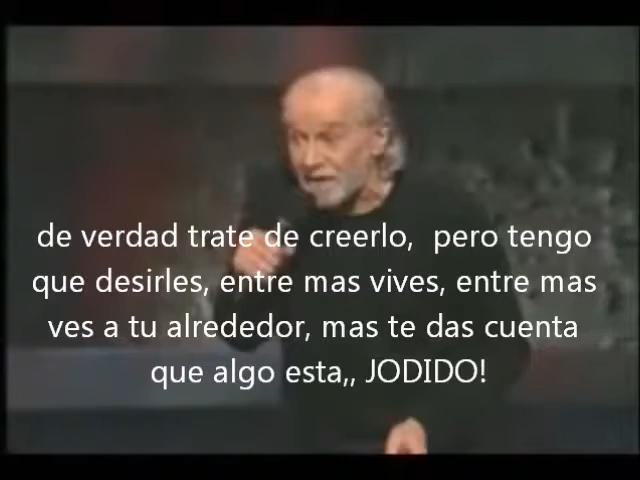 de verdad trate de creerlo,  pero tengo
que desirles, entre mas vives, entre mas
ves a tu alrededor, mas te das cuenta
que algo esta,, JODIDO!